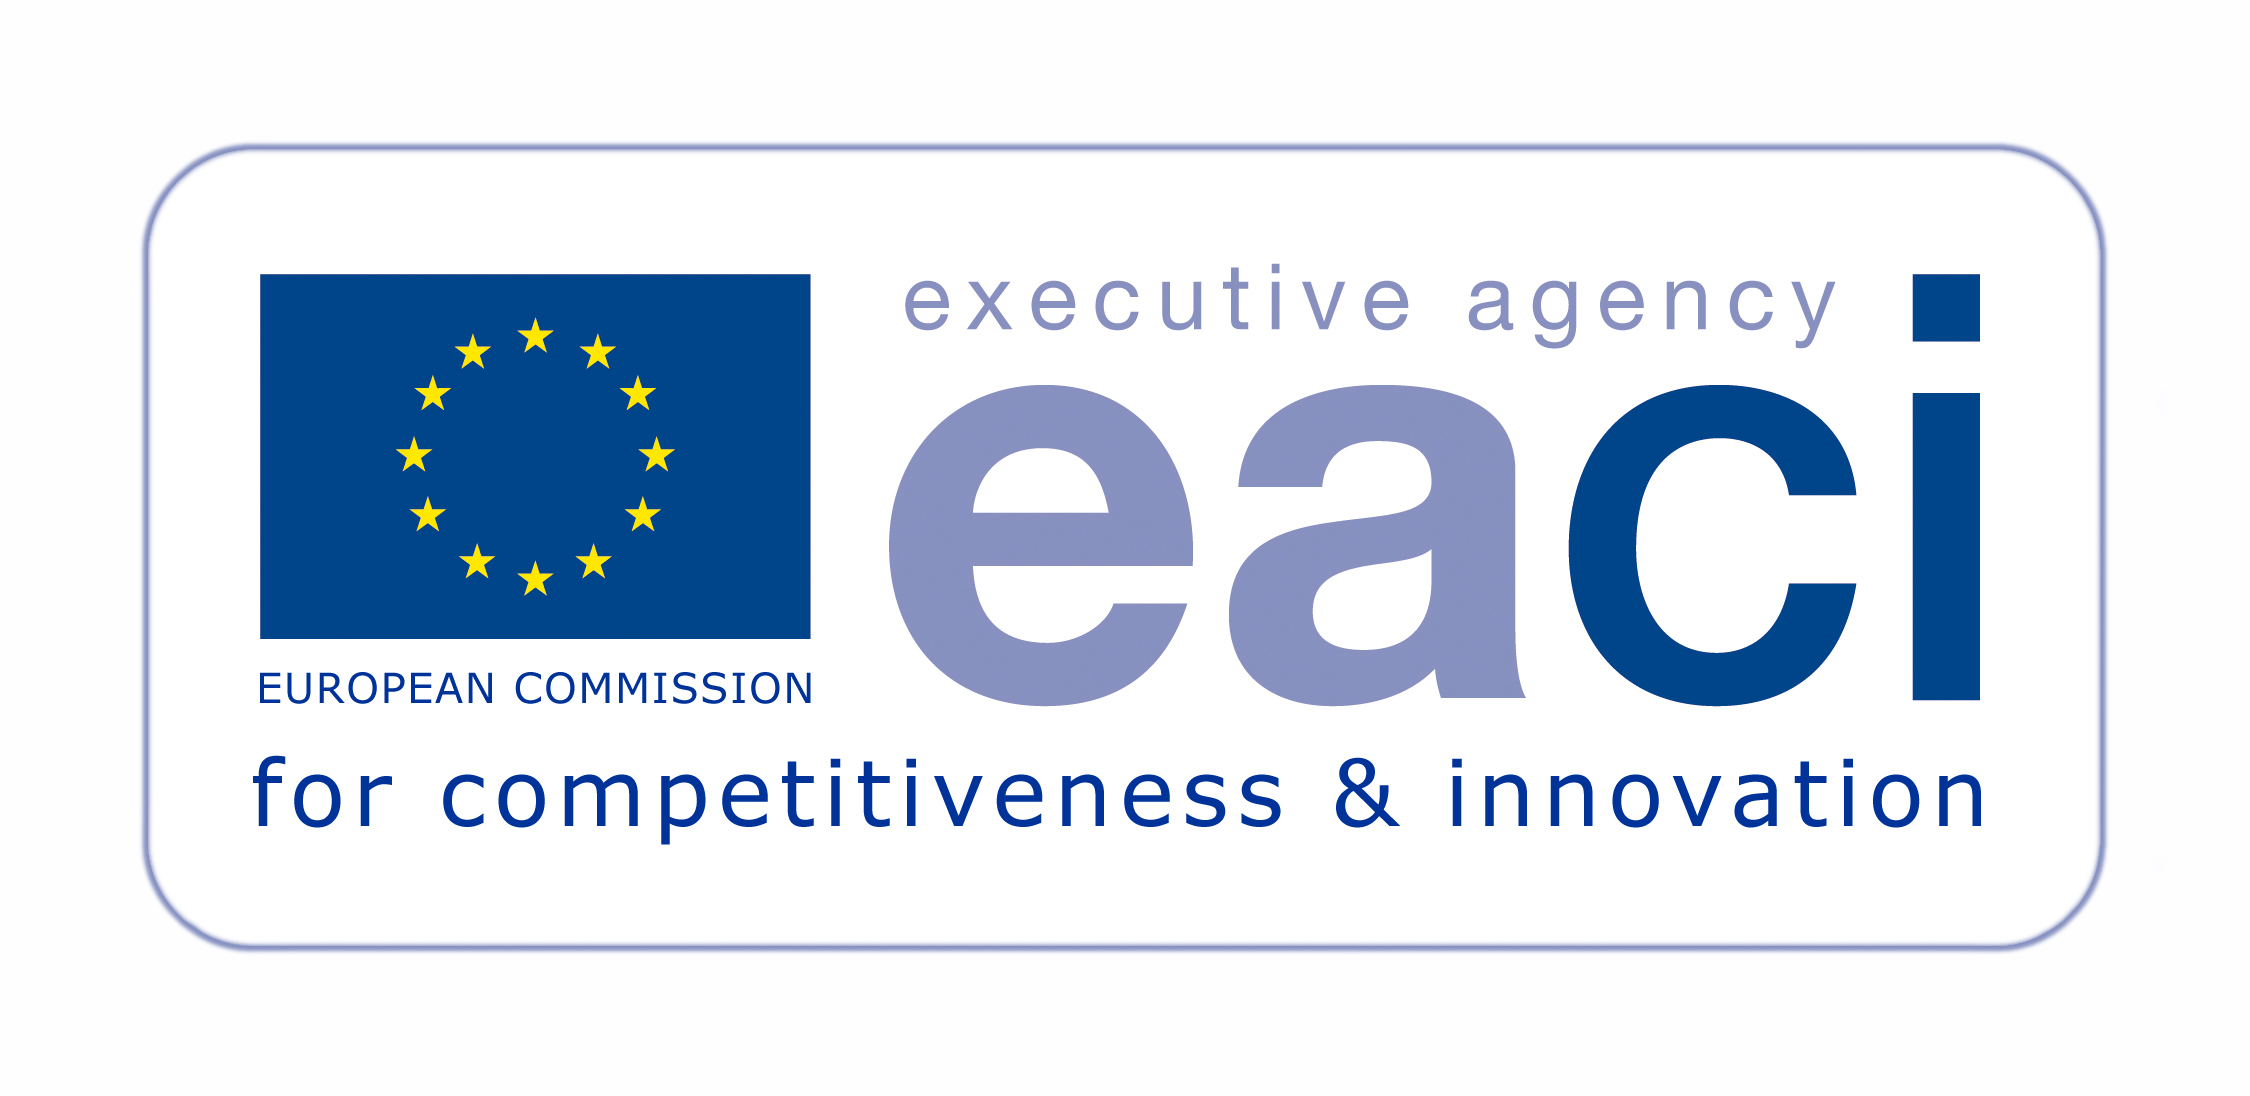 executive agency
eaci
EUROPEAN COMMISSION
for competitiveness & innovation